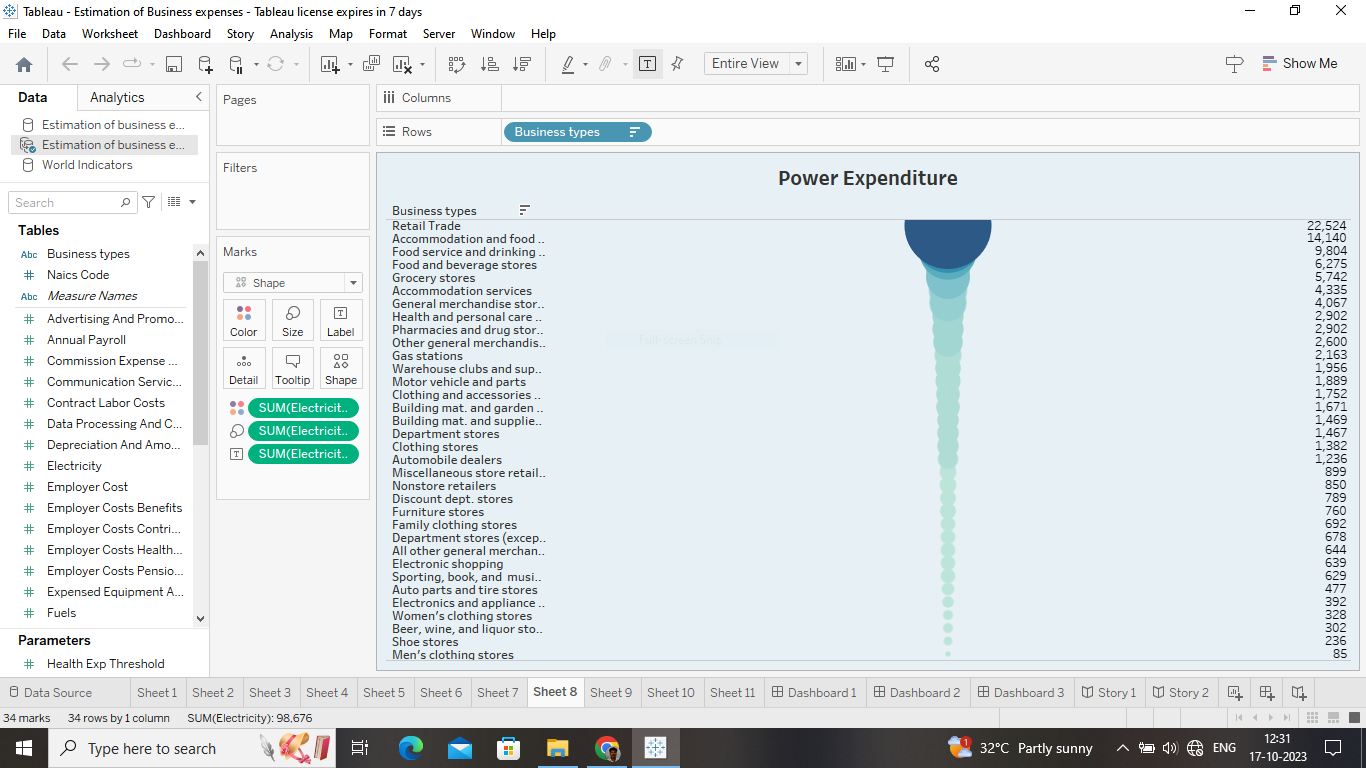 Tableau - Estimation of Business expenses - Tableau license expires in 7 days
File Data Worksheet Dashboard Story Analysis Map Format Server Window Help
Entire View
Show Me
Data Analytics
Pages
Columns
Rows
Business types
Estimation of business e...
Estimation of business e...
World Indicators
Search
Tables
Abc Business types
Naics Code
Abc Measure Names
Advertising And Promo...
Annual Payroll
Commission Expense ...
Communication Servic...
Contract Labor Costs
Data Processing And C...
Depreciation And Amo...
Electricity
Employer Cost
Employer Costs Benefits
Employer Costs Contri...
Employer Costs Health...
Employer Costs Pensio...
Expensed Equipment A...
Fuels
Parameters
Health Exp Threshold
Filters
Marks
Shape
Color Size Label
Detail Tooltip Shape
SUM(Electricit..
SUM(Electricit..
SUM(Electricit..
Power Expenditure
Business types
Retail Trade 22,524
Accommodation and food .. 14,140
Food service and drinking .. 9,804
Food and beverage stores 6,275
Grocery stores 5,742
Accommodation services 4,335
General merchandise stor.. 4,067
Health and personal care .. 2,902
Pharmacies and drug stor.. 2,902
Other general merchandis.. 2,600
Gas stations 2,163
Warehouse clubs and sup.. 1,956
Motor vehicle and parts 1,889
Clothing and accessories .. 1,752
Building mat. and garden .. 1,671
Building mat. and supplie.. 1,469
Department stores 1,467
Clothing stores 1,382
Automobile dealers 1,236
Miscellaneous store retail.. 899
Nonstore retailers 850
Discount dept. stores 789
Furniture stores 760
Family clothing stores 692
Department stores (excep.. 678
All other general merchan.. 644
Electronic shopping 639
Sporting, book, and musi.. 629
Auto parts and tire stores 477
Electronics and appliance .. 392
Women's clothing stores 328
Beer, wine, and liquor sto.. 302
Shoe stores 236
Men's clothing stores 85
Data Source Sheet 1 Sheet 2 Sheet 3 Sheet 4 Sheet 5 Sheet 6 Sheet 7 Sheet 8 Sheet 9 Sheet 10 Sheet 11 Dashboard 1 Dashboard 2 Dashboard 3 Story 1 Story 2
34 marks 34 rows by 1 column SUM(Electricity): 98,676
Type here to search
1 32°C Partly sunny ENG 12:31
17-10-2023